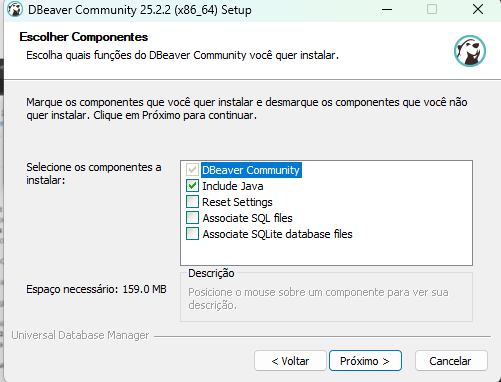 DBeaver Community 25.2.2 (x86_64) Setup
Escolher Componentes
Escolha quais funções do DBeaver Community você quer instalar.
Marque os componentes que você quer instalar e desmarque os componentes que você não
quer instalar. Clique em Próximo para continuar.
Selecione os componentes a
instalar:
DBeaver Community
Include Java
Reset Settings
Associate SQL files
Associate SQLite database files
Espaço necessário: 159.0 MB
Descrição
Posicione o mouse sobre um componente para ver sua
descrição.
Universal Database Manager
< Voltar
Próximo >
Cancelar